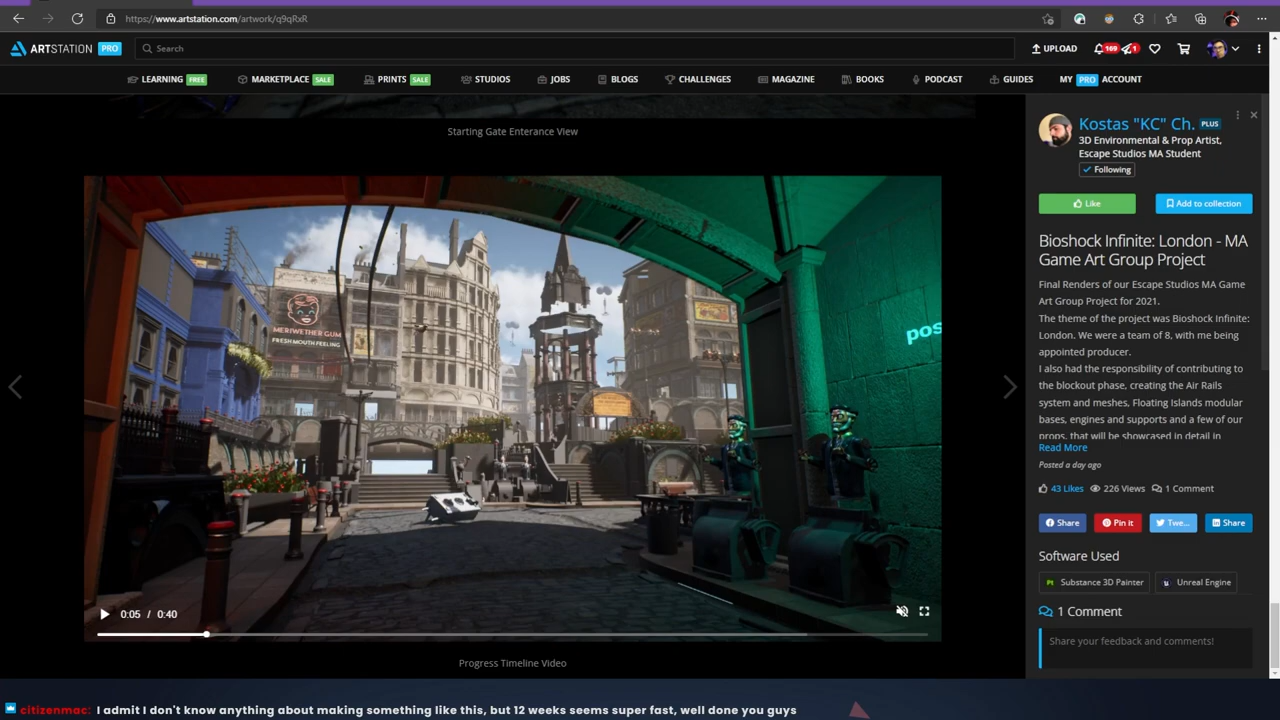 https://www.artstation.com/artwork/q9qRxR
ARTSTATION PRO
Search
UPLOAD
169
1
LEARNING FREE
MARKETPLACE SALE
PRINTS SALE
STUDIOS
JOBS
BLOGS
CHALLENGES
MAGAZINE
BOOKS
PODCAST
GUIDES
MY PRO ACCOUNT
Starting Gate Enterance View
MERIWETHER GUM
FRESH MOUTH FEELING
pos
0:05 / 0:40
Progress Timeline Video
Kostas "KC" Ch. PLUS
3D Environmental & Prop Artist,
Escape Studios MA Student
Following
Like
Add to collection
Bioshock Infinite: London - MA
Game Art Group Project
Final Renders of our Escape Studios MA Game
Art Group Project for 2021.
The theme of the project was Bioshock Infinite:
London. We were a team of 8, with me being
appointed producer.
I also had the responsibility of contributing to
the blockout phase, creating the Air Rails
system and meshes, Floating Islands modular
bases, engines and supports and a few of our
props, that will be showcased in detail in
Read More
Posted a day ago
43 Likes
226 Views
1 Comment
Share
Pin it
Twe...
Share
Software Used
Substance 3D Painter
Unreal Engine
1 Comment
Share your feedback and comments!
citizenmac: I admit I don't know anything about making something like this, but 12 weeks seems super fast, well done you guys